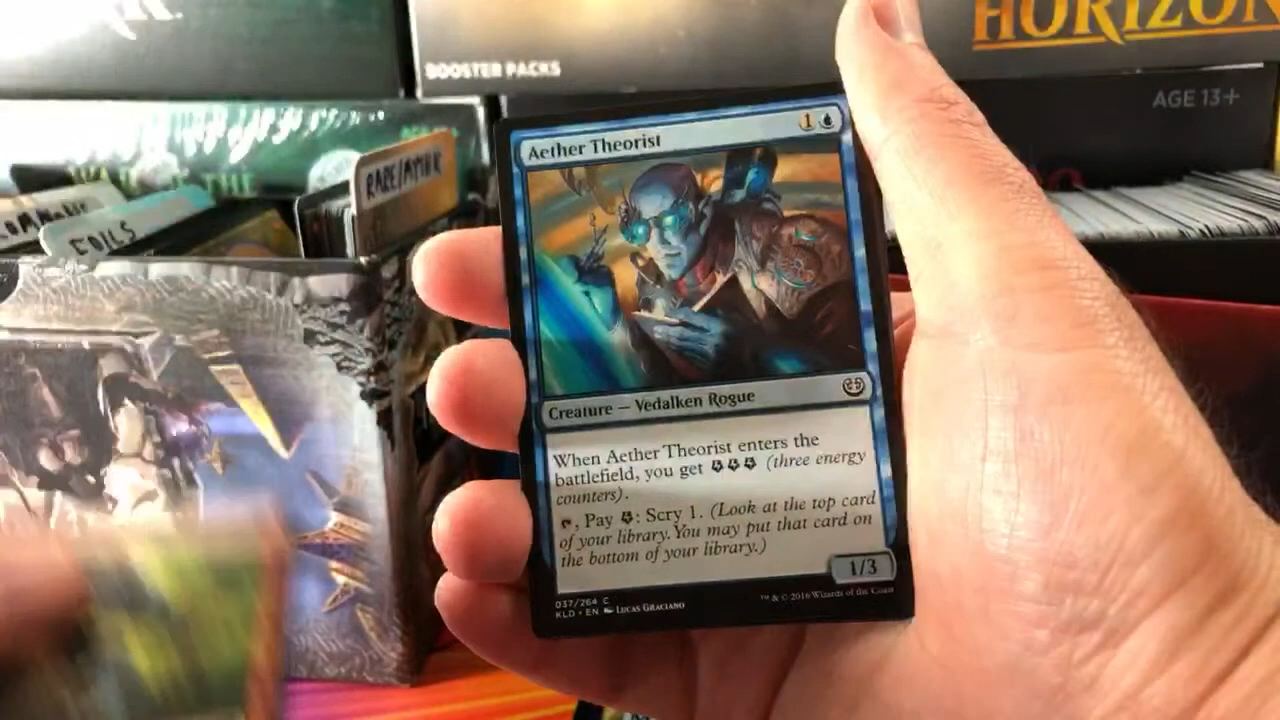 HORIZON
BOOSTER PACKS
AGE 13+
RARE/MYTHIC
FOILS
Aether Theorist
1
Creature — Vedalken Rogue
When Aether Theorist enters the
battlefield, you get (three energy
counters).
, Pay : Scry 1. (Look at the top card
of your library. You may put that card on
the bottom of your library.)
1/3
037/264 C
KLD • EN LUCAS GRACIANO
™ & © 2016 Wizards of the Coast